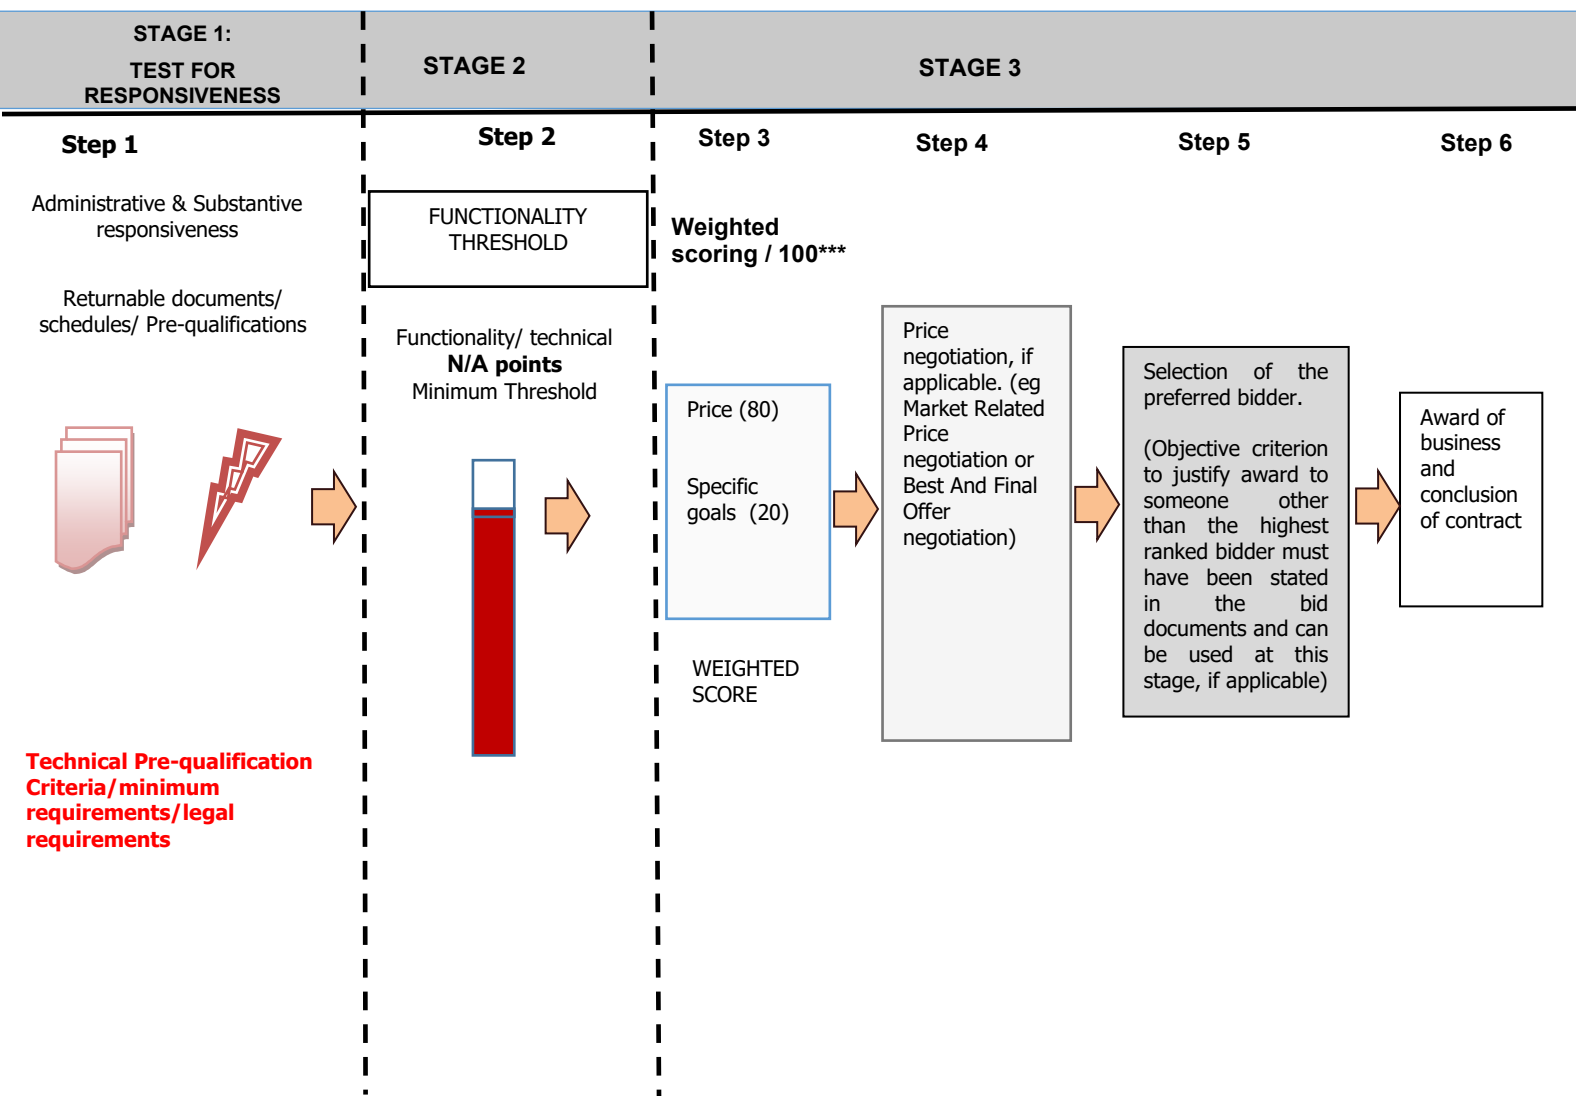 STAGE 1:
TEST FOR
RESPONSIVENESS
STAGE 2
STAGE 3
Step 1
Step 2
Step 3
Step 4
Step 5
Step 6
Administrative & Substantive
responsiveness
Returnable documents/
schedules/ Pre-qualifications
Technical Pre-qualification
Criteria/minimum
requirements/legal
requirements
FUNCTIONALITY
THRESHOLD
Functionality/ technical
N/A points
Minimum Threshold
Weighted
scoring / 100***
Price (80)
Specific
goals (20)
WEIGHTED
SCORE
Price
negotiation, if
applicable. (eg
Market Related
Price
negotiation or
Best And Final
Offer
negotiation)
Selection of the
preferred bidder.
(Objective criterion
to justify award to
someone other
than the highest
ranked bidder must
have been stated
in the bid
documents and can
be used at this
stage, if applicable)
Award of
business
and
conclusion
of contract